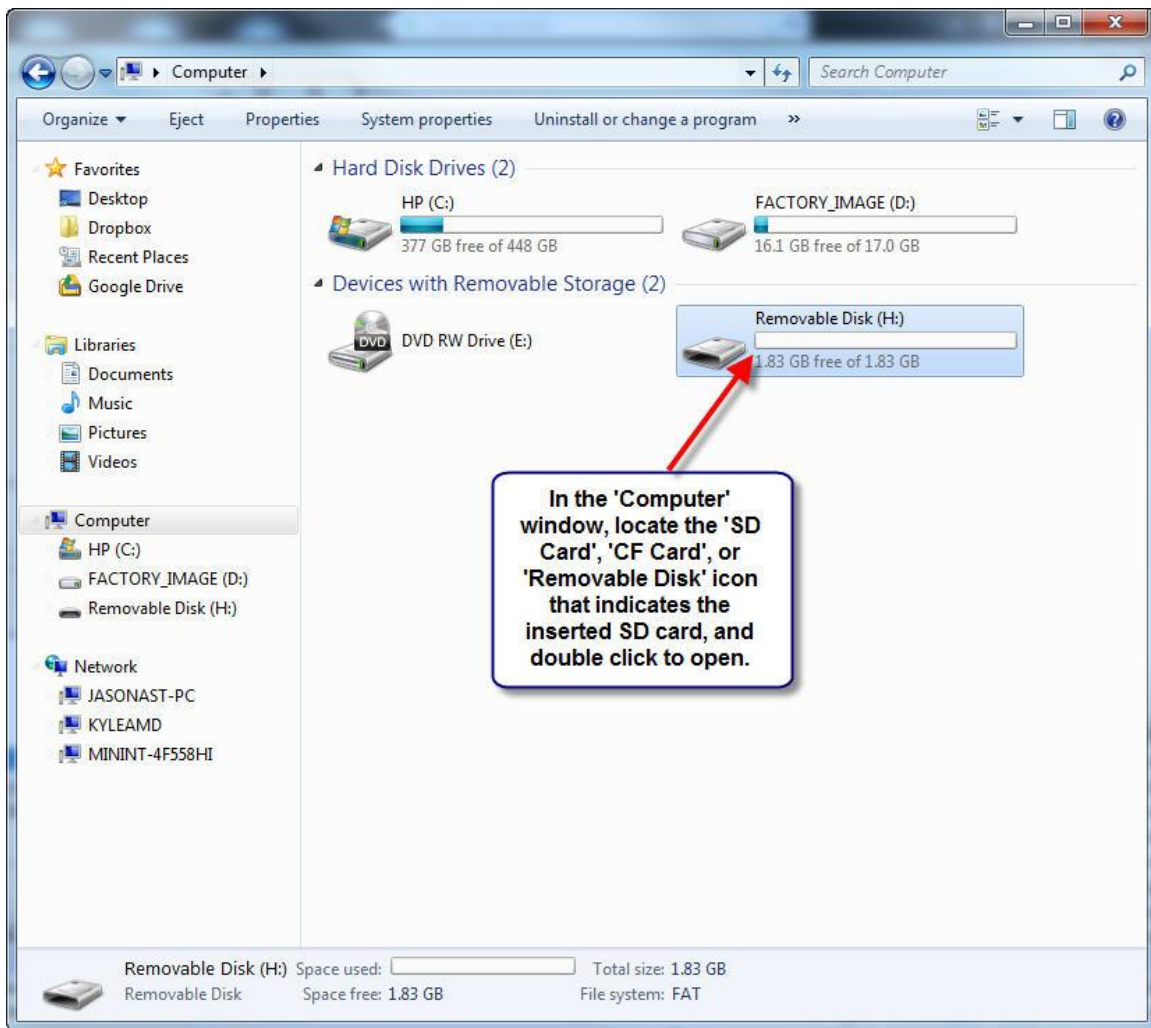 Computer
Search Computer
Organize Eject Properties System properties Uninstall or change a program »
Favorites
Desktop
Dropbox
Recent Places
Google Drive
Libraries
Documents
Music
Pictures
Videos
Computer
HP (C:)
FACTORY_IMAGE (D:)
Removable Disk (H:)
Network
JASONAST-PC
KYLEAMD
MININT-4F558HI
Hard Disk Drives (2)
HP (C:)
377 GB free of 448 GB
FACTORY_IMAGE (D:)
16.1 GB free of 17.0 GB
Devices with Removable Storage (2)
DVD
DVD RW Drive (E:)
Removable Disk (H:)
1.83 GB free of 1.83 GB
In the 'Computer'
window, locate the 'SD
Card', 'CF Card', or
'Removable Disk' icon
that indicates the
inserted SD card, and
double click to open.
Removable Disk (H:) Space used: Total size: 1.83 GB
Removable Disk Space free: 1.83 GB File system: FAT